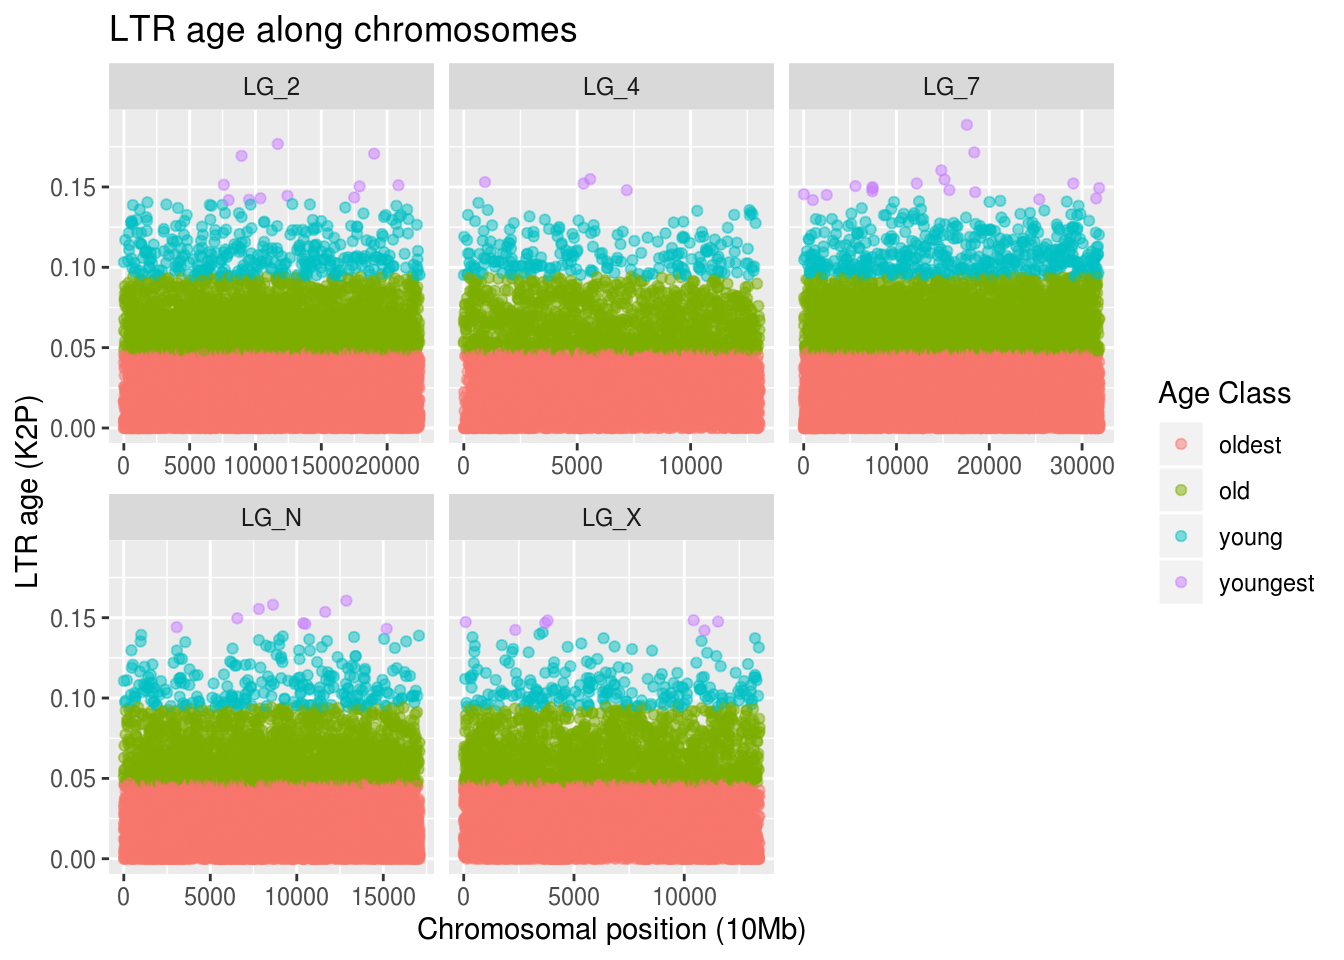 LTR age along chromosomes
LG_2 LG_4 LG_7
0.15
0.10
0.05
0.00
0 5000 10000 15000 20000 0 5000 10000 0 10000 20000 30000
LG_N LG_X
0.15
0.10
0.05
0.00
0 5000 10000 15000 0 5000 10000
Chromosomal position (10Mb)
LTR age (K2P)
Age Class
oldest
old
young
youngest